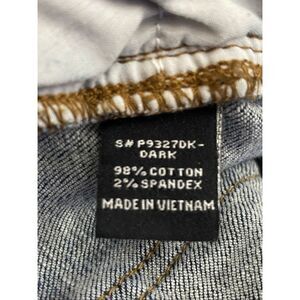 S# P9327DK-
DARK
98% COTTON
2% SPANDEX
MADE IN VIETNAM